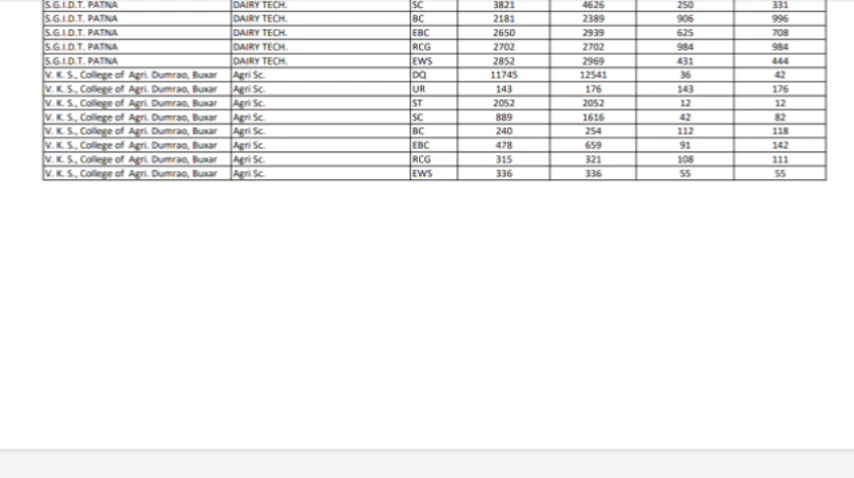 S.G.I.D.T. PATNA DAIRY TECH. SC 3821 4626 250 331
S.G.I.D.T. PATNA DAIRY TECH. BC 2181 2389 906 996
S.G.I.D.T. PATNA DAIRY TECH. EBC 2650 2939 625 708
S.G.I.D.T. PATNA DAIRY TECH. RCG 2702 2702 984 984
S.G.I.D.T. PATNA DAIRY TECH. EWS 2852 2969 431 444
V. K. S., College of Agri. Dumrao, Buxar Agri Sc. DQ 11745 12541 36 42
V. K. S., College of Agri. Dumrao, Buxar Agri Sc. UR 143 176 143 176
V. K. S., College of Agri. Dumrao, Buxar Agri Sc. ST 2052 2052 12 12
V. K. S., College of Agri. Dumrao, Buxar Agri Sc. SC 889 1616 42 82
V. K. S., College of Agri. Dumrao, Buxar Agri Sc. BC 240 254 112 118
V. K. S., College of Agri. Dumrao, Buxar Agri Sc. EBC 478 659 91 142
V. K. S., College of Agri. Dumrao, Buxar Agri Sc. RCG 315 321 108 111
V. K. S., College of Agri. Dumrao, Buxar Agri Sc. EWS 336 336 55 55